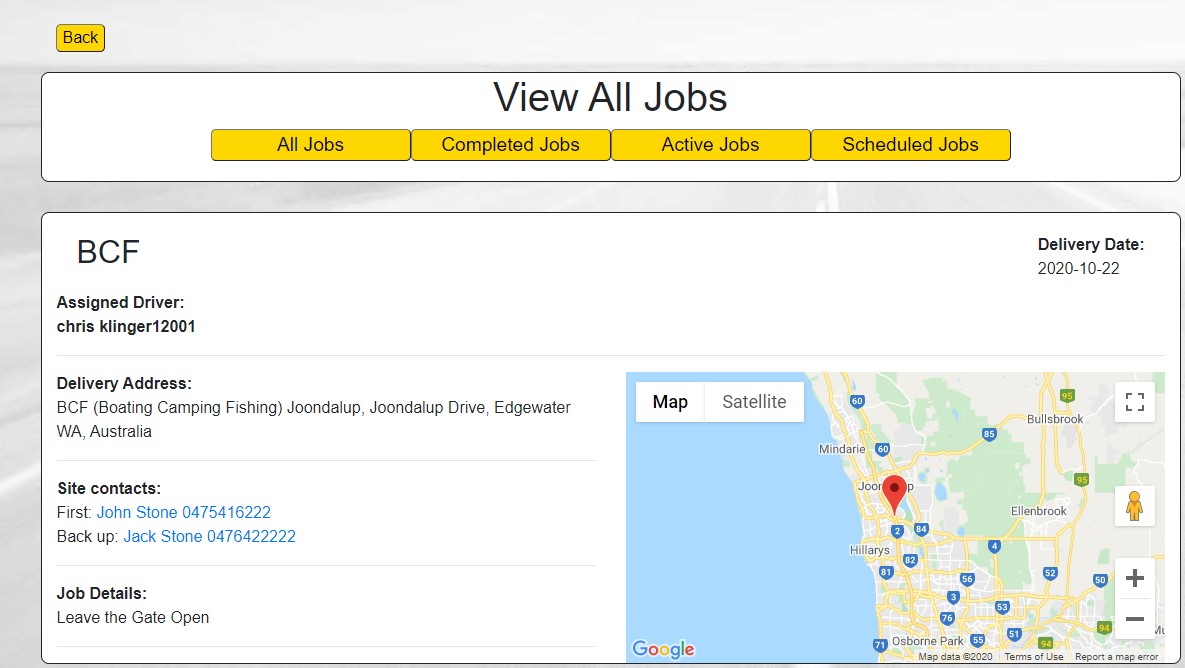 Back
View All Jobs
All Jobs
Completed Jobs
Active Jobs
Scheduled Jobs
BCF
Delivery Date:
2020-10-22
Assigned Driver:
chris klinger12001
Delivery Address:
BCF (Boating Camping Fishing) Joondalup, Joondalup Drive, Edgewater
WA, Australia
Site contacts:
First: John Stone 0475416222
Back up: Jack Stone 0476422222
Job Details:
Leave the Gate Open
Map
Satellite
60
95
Bullsbrook
85
Mindarie
60
95
Ellenbrook
2
84
Hillarys
4
82
81
52
56
50
3
53
76
94
51
Osborne Park
55
71
94
Google
Map data ©2020
Terms of Use
Report a map error